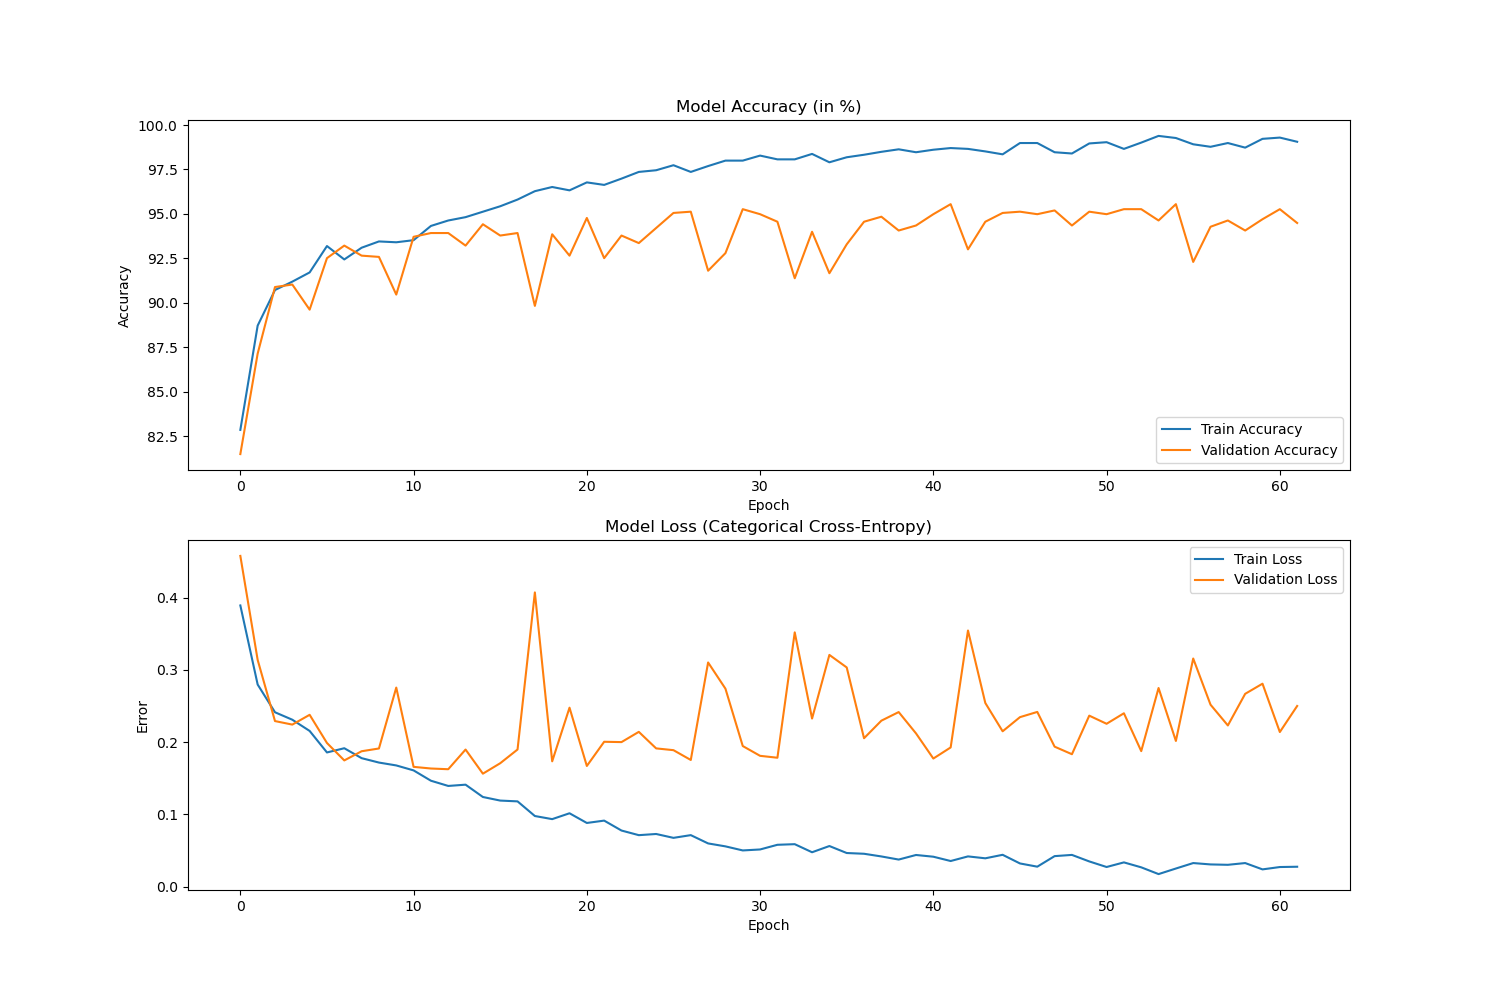 Model Accuracy (in %)
100.0
97.5
95.0
92.5
90.0
87.5
85.0
82.5
Accuracy
Train Accuracy
Validation Accuracy
0 10 20 30 40 50 60
Epoch
Model Loss (Categorical Cross-Entropy)
Train Loss
Validation Loss
0.4
0.3
0.2
0.1
0.0
Error
0 10 20 30 40 50 60
Epoch